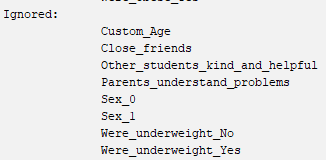 Ignored:
Custom_Age
Close_friends
Other_students_kind_and_helpful
Parents_understand_problems
Sex_0
Sex_1
Were_underweight_No
Were_underweight_Yes